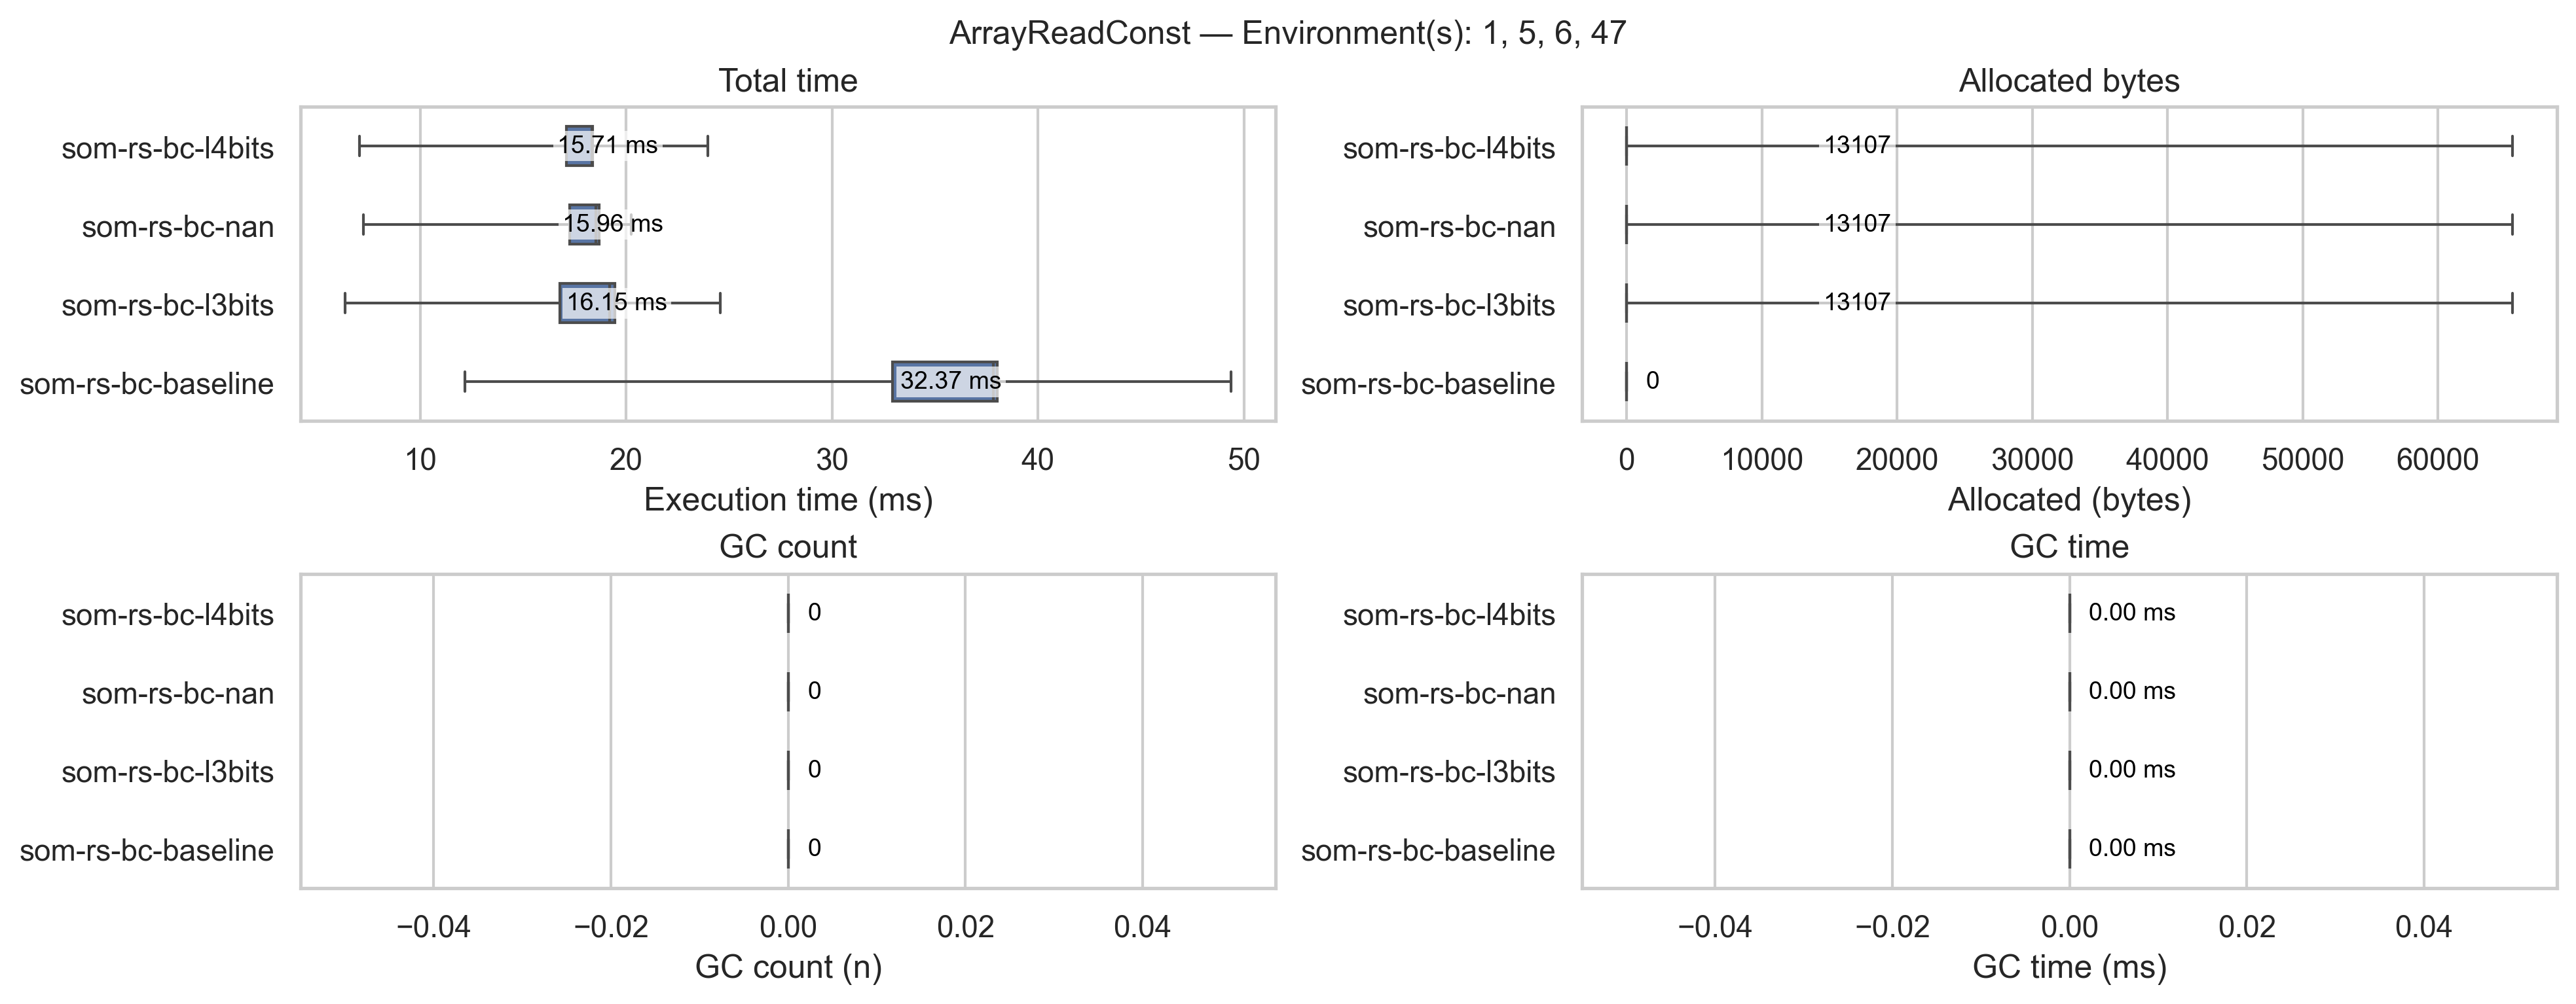 ArrayReadConst — Environment(s): 1, 5, 6, 47
Total time
som-rs-bc-l4bits
15.71 ms
som-rs-bc-nan
15.96 ms
som-rs-bc-l3bits
16.15 ms
som-rs-bc-baseline
32.37 ms
10 20 30 40 50
Execution time (ms)
Allocated bytes
som-rs-bc-l4bits
13107
som-rs-bc-nan
13107
som-rs-bc-l3bits
13107
som-rs-bc-baseline
0
0 10000 20000 30000 40000 50000 60000
Allocated (bytes)
GC count
som-rs-bc-l4bits
0
som-rs-bc-nan
0
som-rs-bc-l3bits
0
som-rs-bc-baseline
0
−0.04 −0.02 0.00 0.02 0.04
GC count (n)
GC time
som-rs-bc-l4bits
0.00 ms
som-rs-bc-nan
0.00 ms
som-rs-bc-l3bits
0.00 ms
som-rs-bc-baseline
0.00 ms
−0.04 −0.02 0.00 0.02 0.04
GC time (ms)